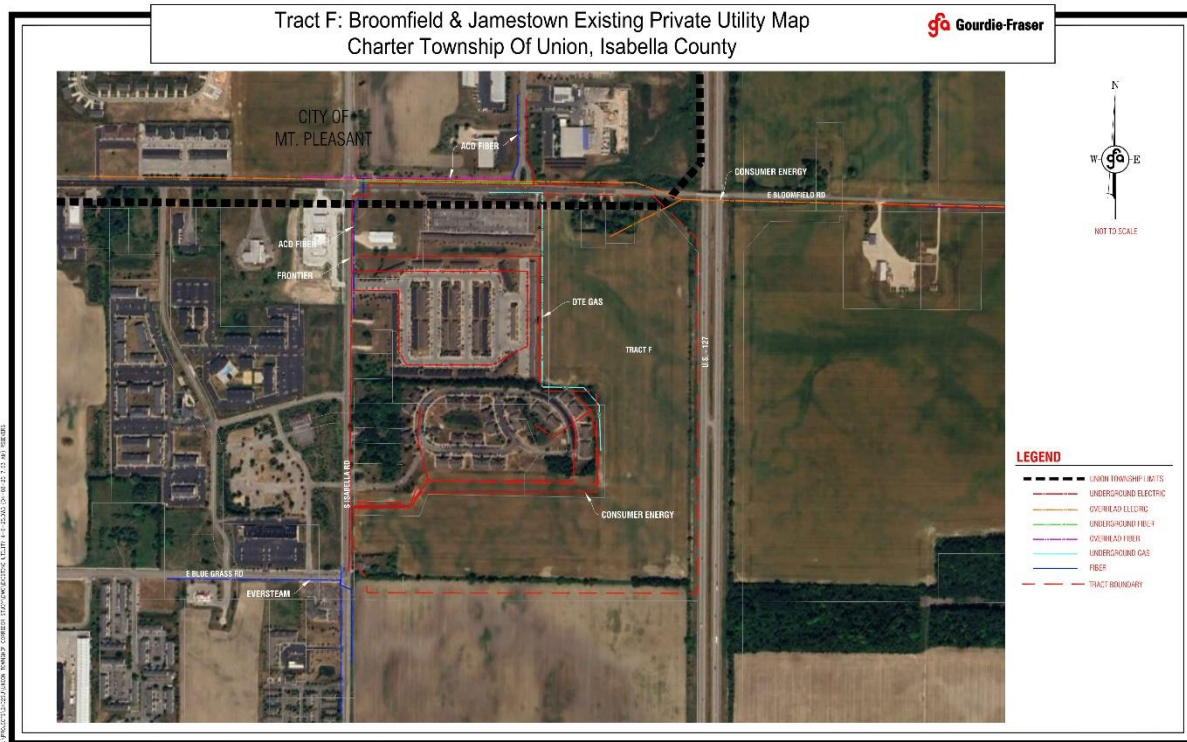 Tract F: Broomfield & Jamestown Existing Private Utility Map
Charter Township Of Union, Isabella County
gfa Gourdie-Fraser
CITY OF
MT. PLEASANT
ACD FIBER
CONSUMER ENERGY
E BLOOMFIELD RD
ACD FIBER
FRONTIER
DTE GAS
TRACT F
U.S. - 127
S ISABELLA RD
CONSUMER ENERGY
E BLUE GRASS RD
EVERSTEAM
N
W
gfa
E
NOT TO SCALE
LEGEND
UNION TOWNSHIP LIMITS
UNDERGROUND ELECTRIC
OVERHEAD ELECTRIC
UNDERGROUND FIBER
OVERHEAD FIBER
UNDERGROUND GAS
FIBER
TRACT BOUNDARY